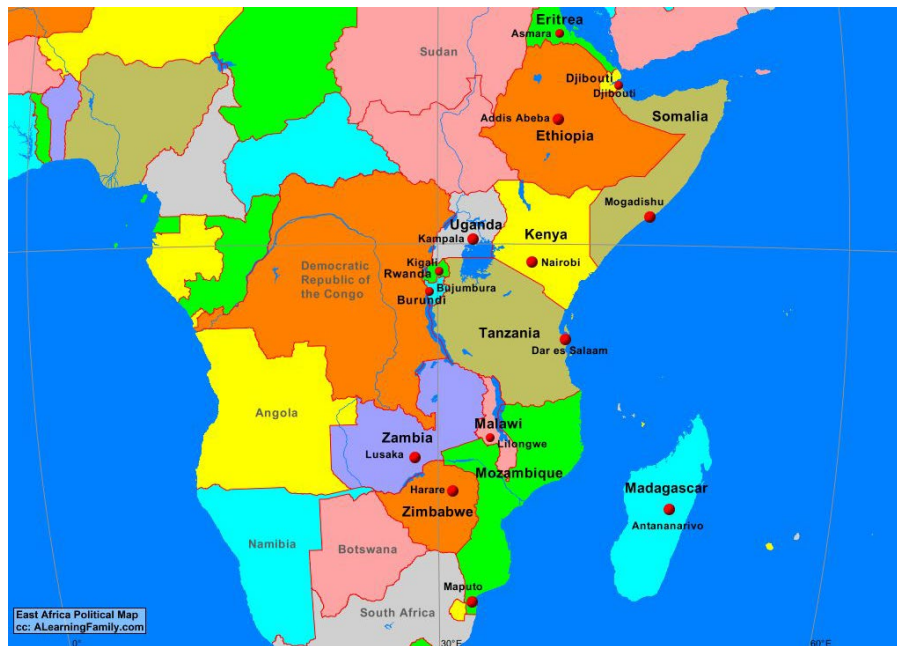 Eritrea
Asmara
Sudan
Djibouti
Djibouti
Addis Abeba
Ethiopia
Somalia
Mogadishu
Uganda
Kampala
Kenya
Nairobi
Kigali
Rwanda
Democratic
Republic of
the Congo
Bujumbura
Burundi
Tanzania
Dar es Salaam
Angola
Malawi
Lilongwe
Zambia
Lusaka
Mozambique
Harare
Zimbabwe
Madagascar
Antananarivo
Namibia
Botswana
Maputo
South Africa
East Africa Political Map
cc: ALearningFamily.com
0°
30°E
60°E